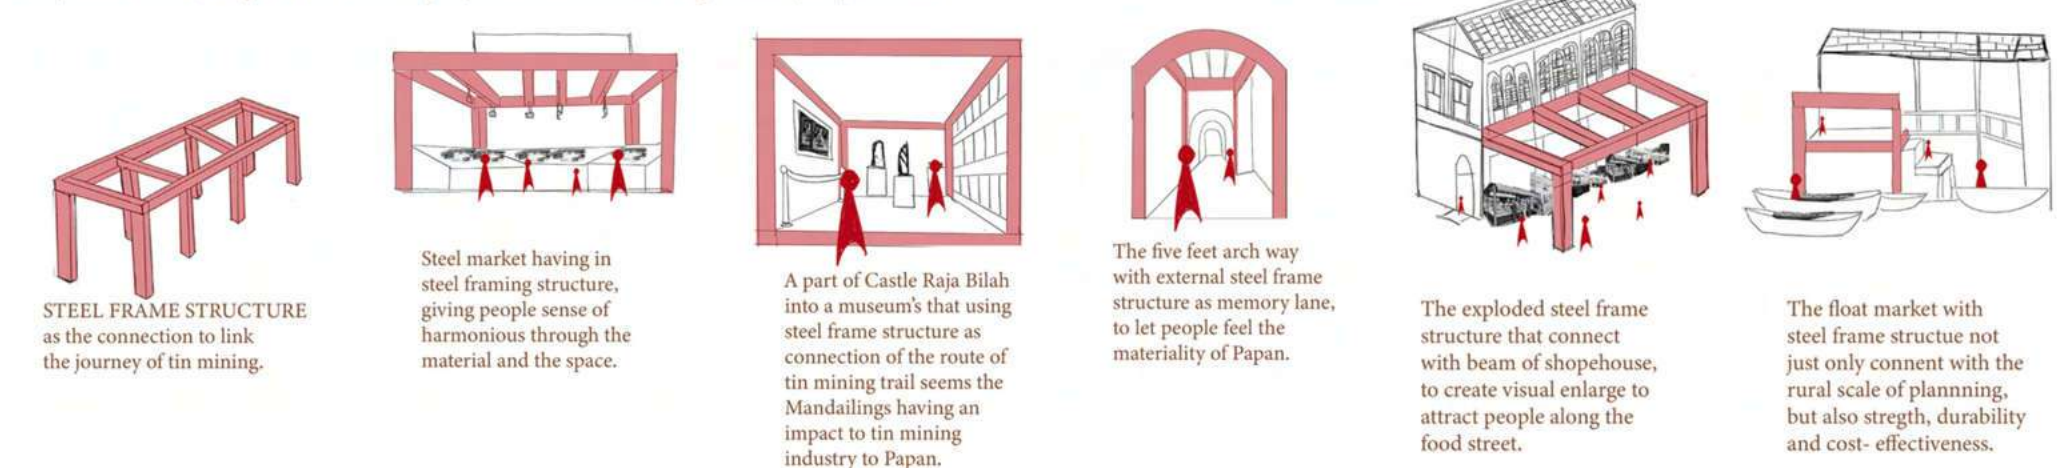 STEEL FRAME STRUCTURE
as the connection to link
the journey of tin mining.
Steel market having in
steel framing structure,
giving people sense of
harmonious through the
material and the space.
A part of Castle Raja Bilah
into a museum's that using
steel frame structure as
connection of the route of
tin mining trail seems the
Mandailings having an
impact to tin mining
industry to Papan.
The five feet arch way
with external steel frame
structure as memory lane,
to let people feel the
materiality of Papan.
The exploded steel frame
structure that connect
with beam of shopehouse,
to create visual enlarge to
attract people along the
food street.
The float market with
steel frame structue not
just only connent with the
rural scale of plannning,
but also stregth, durability
and cost- effectiveness.